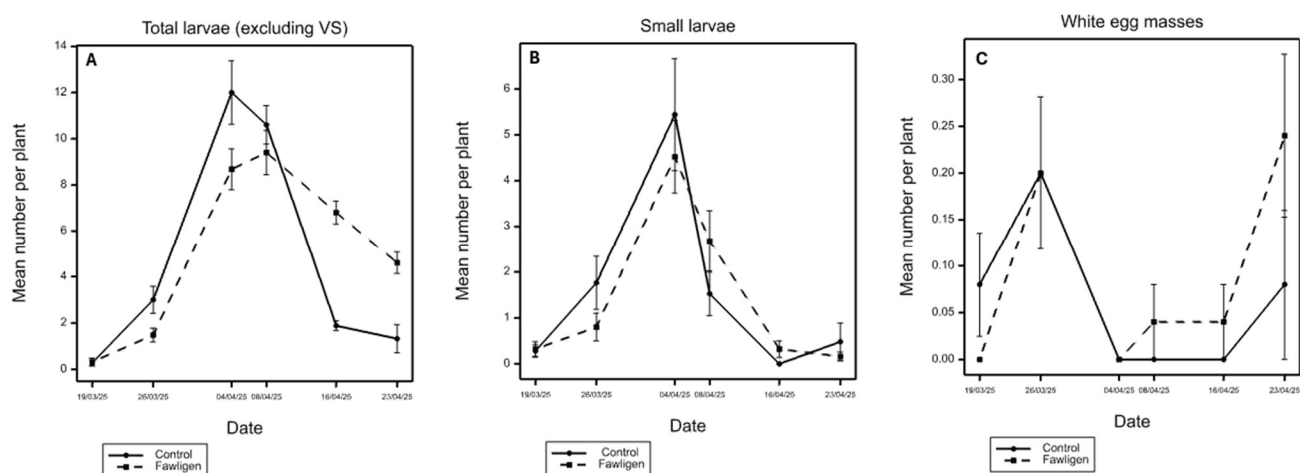 Total larvae (excluding VS)
A
Mean number per plant
14
12
10
8
6
4
2
0
19/03/25 26/03/25 04/04/25 08/04/25 16/04/25 23/04/25
Date
Control
Fawligen
Small larvae
B
Mean number per plant
6
5
4
3
2
1
0
19/03/25 26/03/25 04/04/25 08/04/25 16/04/25 23/04/25
Date
Control
Fawligen
White egg masses
C
Mean number per plant
0.30
0.25
0.20
0.15
0.10
0.05
0.00
19/03/25 26/03/25 04/04/25 08/04/25 16/04/25 23/04/25
Date
Control
Fawligen